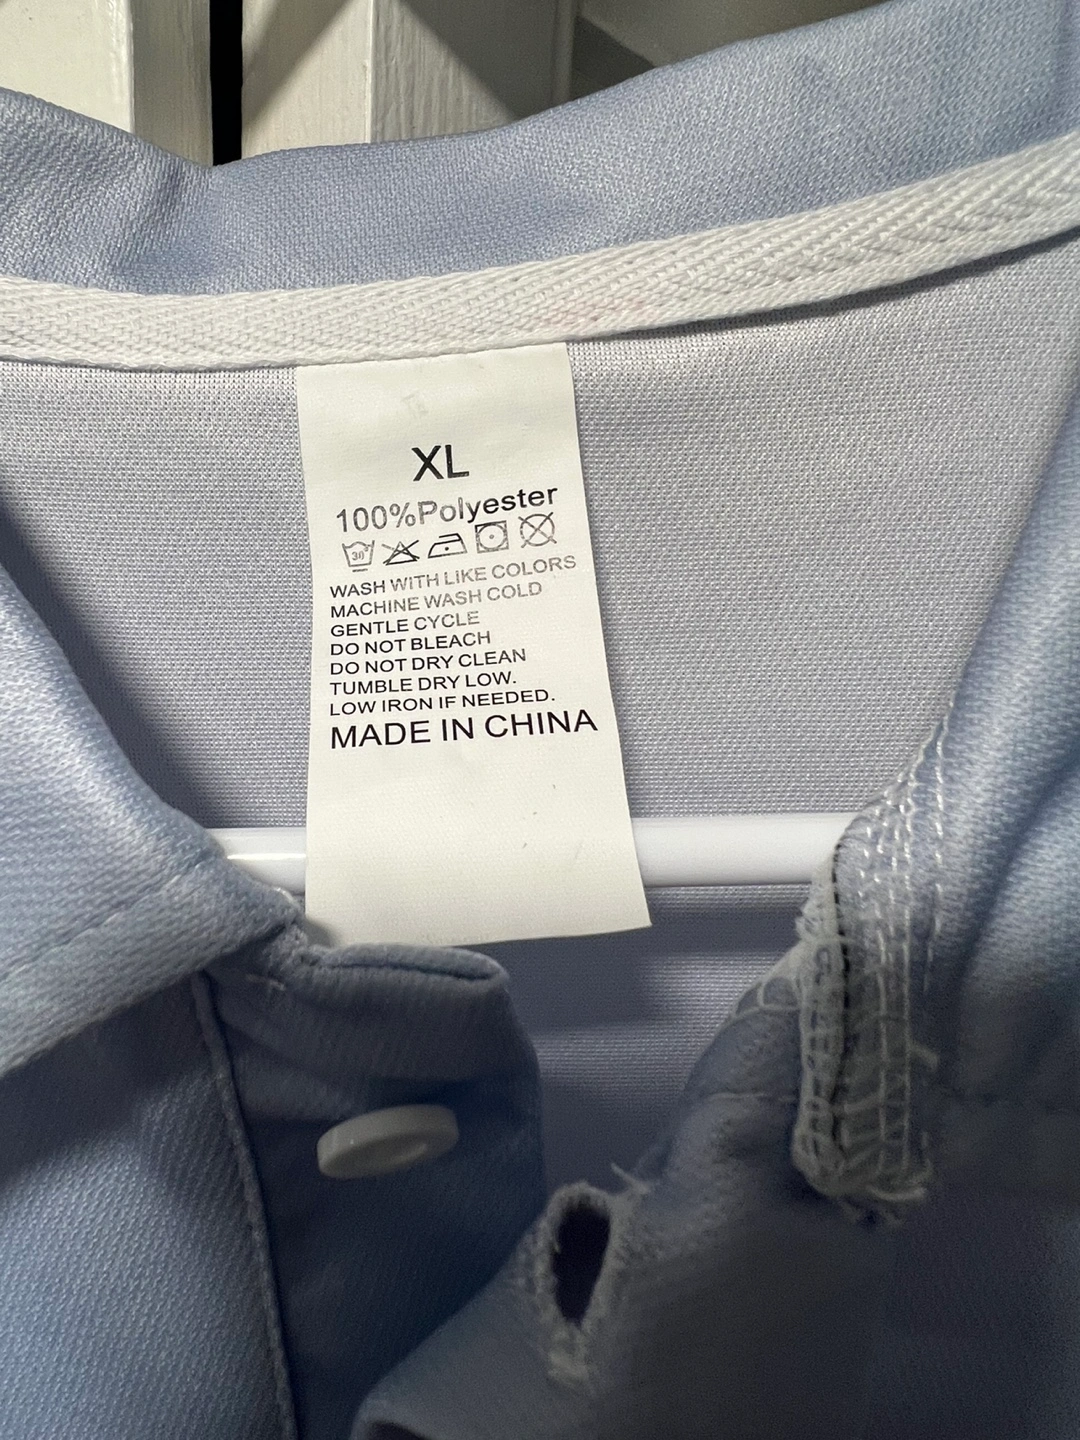 XL
100%Polyester
30
WASH WITH LIKE COLORS
MACHINE WASH COLD
GENTLE CYCLE
DO NOT BLEACH
DO NOT DRY CLEAN
TUMBLE DRY LOW.
LOW IRON IF NEEDED.
MADE IN CHINA